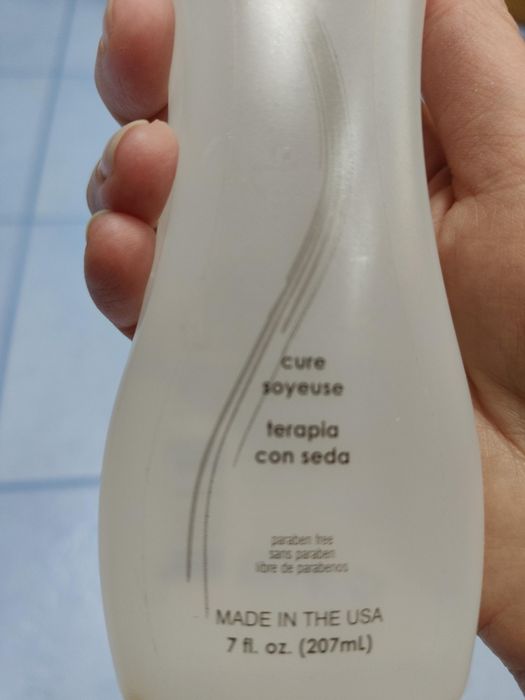 cure
soyeuse
terapia
con seda
paraben free
sans paraben
libre de parabenos
MADE IN THE USA
7 fl. oz. (207mL)